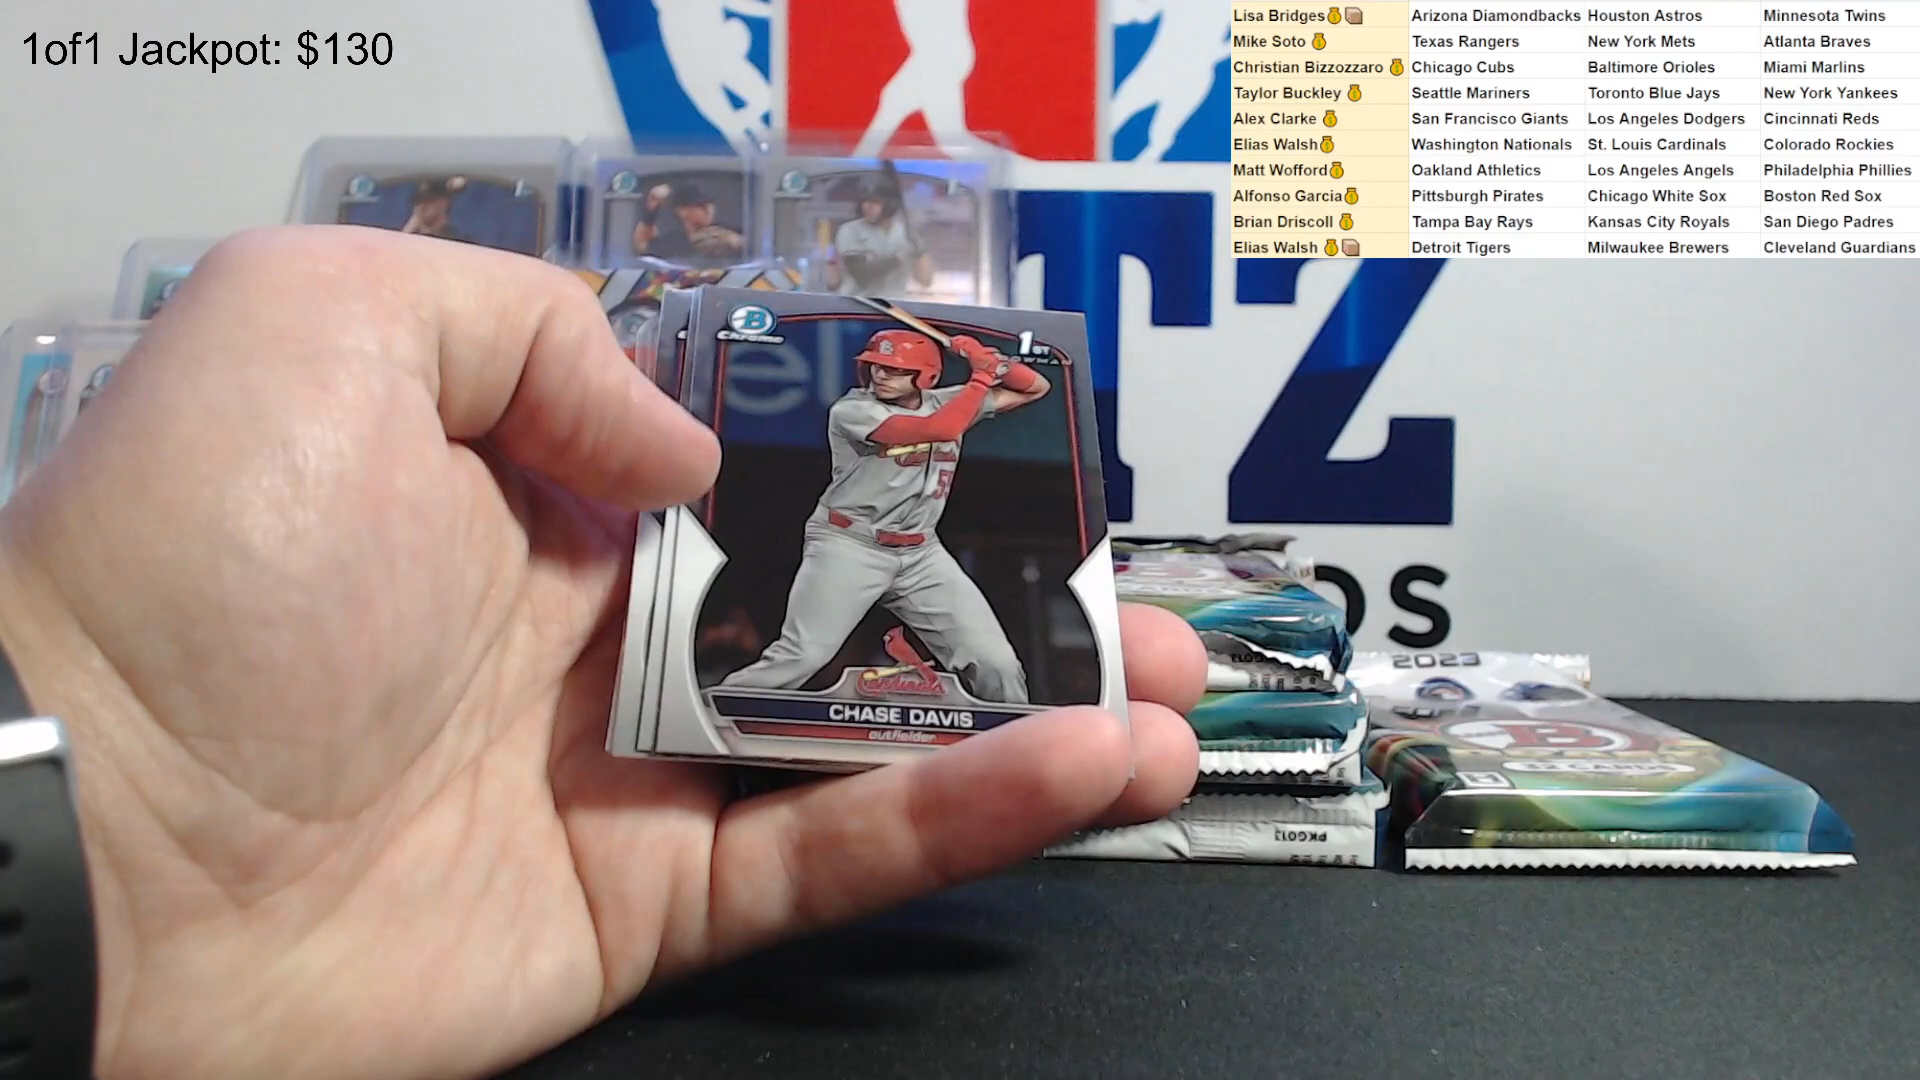 1of1 Jackpot: $130
Lisa Bridges Arizona Diamondbacks Houston Astros Minnesota Twins
Mike Soto Texas Rangers New York Mets Atlanta Braves
Christian Bizzozzaro Chicago Cubs Baltimore Orioles Miami Marlins
Taylor Buckley Seattle Mariners Toronto Blue Jays New York Yankees
Alex Clarke San Francisco Giants Los Angeles Dodgers Cincinnati Reds
Elias Walsh Washington Nationals St. Louis Cardinals Colorado Rockies
Matt Wofford Oakland Athletics Los Angeles Angels Philadelphia Phillies
Alfonso Garcia Pittsburgh Pirates Chicago White Sox Boston Red Sox
Brian Driscoll Tampa Bay Rays Kansas City Royals San Diego Padres
Elias Walsh Detroit Tigers Milwaukee Brewers Cleveland Guardians
TZ
OS
B
Chrome
1ST
55
Cardinals
CHASE DAVIS
outfielder
2023
B
PKG013